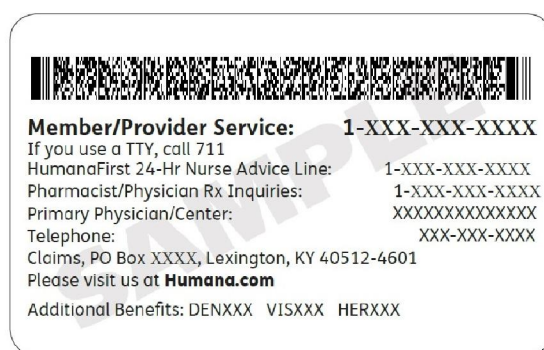 SAMPLE
Member/Provider Service: 1-XXX-XXX-XXXX
If you use a TTY, call 711
HumanaFirst 24-Hr Nurse Advice Line: 1-XXX-XXX-XXXX
Pharmacist/Physician Rx Inquiries: 1-XXX-XXX-XXXX
Primary Physician/Center: XXXXXXXXXXXXXX
Telephone: XXX-XXX-XXXX
Claims, PO Box XXXX, Lexington, KY 40512-4601
Please visit us at Humana.com
Additional Benefits: DENXXX VISXXX HERXXX